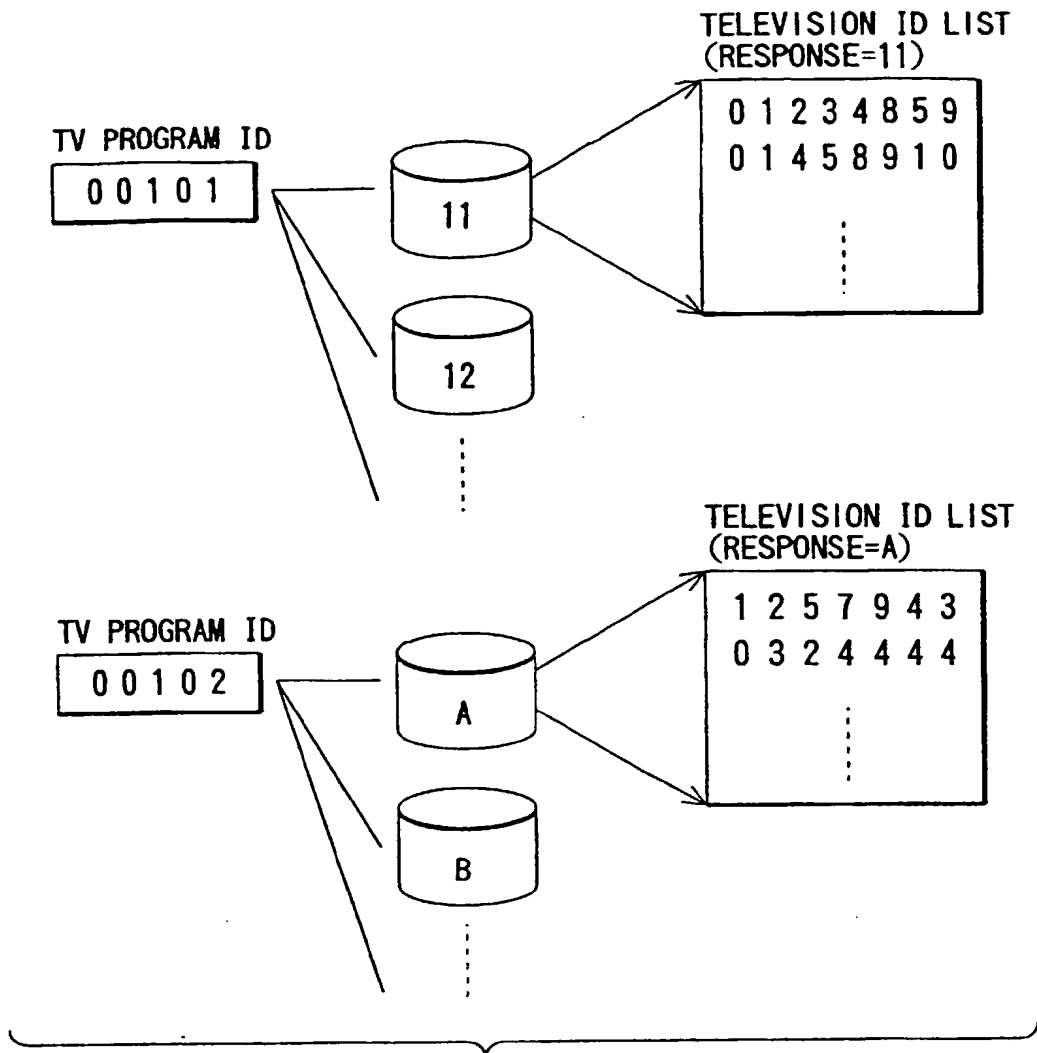 TELEVISION ID LIST
(RESPONSE=11)
0 1 2 3 4 8 5 9
0 1 4 5 8 9 1 0
TV PROGRAM ID
0 0 1 0 1
11
12
TELEVISION ID LIST
(RESPONSE=A)
1 2 5 7 9 4 3
0 3 2 4 4 4 4
TV PROGRAM ID
0 0 1 0 2
A
B